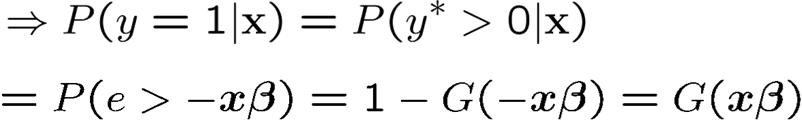 ⇒ P(y = 1|x) = P(y* > 0|x)
= P(e > −xβ) = 1 − G(−xβ) = G(xβ)